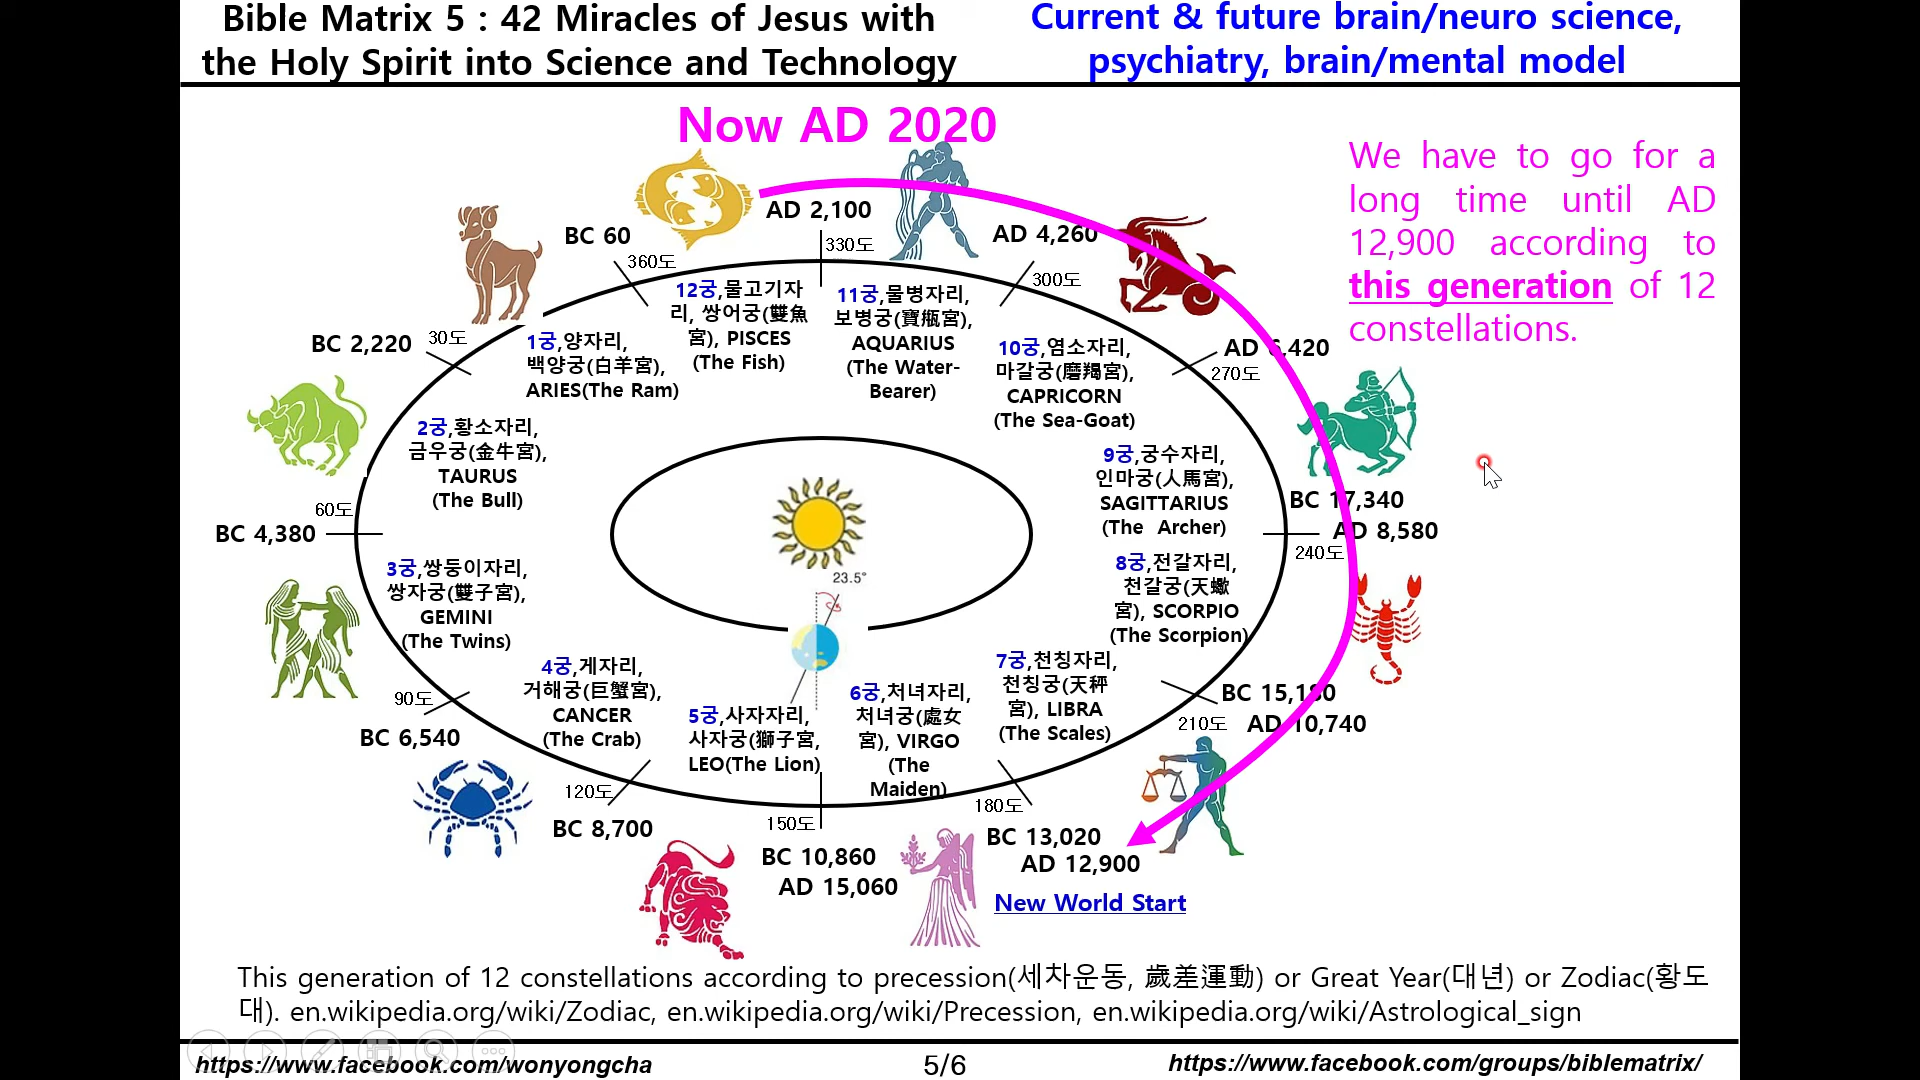 Bible Matrix 5 : 42 Miracles of Jesus with
the Holy Spirit into Science and Technology
Current & future brain/neuro science,
psychiatry, brain/mental model
Now AD 2020
We have to go for a
long time until AD
12,900 according to
this generation of 12
constellations.
AD 2,100
330도
BC 60
360도
AD 4,260
300도
BC 2,220
30도
AD 6,420
270도
12궁,물고기자
리, 쌍어궁(雙魚
宮), PISCES
(The Fish)
11궁,물병자리,
보병궁(寶甁宮),
AQUARIUS
(The Water-
Bearer)
1궁,양자리,
백양궁(白羊宮),
ARIES(The Ram)
10궁,염소자리,
마갈궁(磨羯宮),
CAPRICORN
(The Sea-Goat)
2궁,황소자리,
금우궁(金牛宮),
TAURUS
(The Bull)
9궁,궁수자리,
인마궁(人馬宮),
SAGITTARIUS
(The Archer)
60도
BC 4,380
BC 17,340
AD 8,580
240도
3궁,쌍둥이자리,
쌍자궁(雙子宮),
GEMINI
(The Twins)
8궁,전갈자리,
천갈궁(天蠍
宮), SCORPIO
(The Scorpion)
23.5°
4궁,게자리,
거해궁(巨蟹宮),
CANCER
(The Crab)
5궁,사자자리,
사자궁(獅子宮,
LEO(The Lion)
6궁,처녀자리,
처녀궁(處女
宮), VIRGO
(The
Maiden)
7궁,천칭자리,
천칭궁(天秤
宮), LIBRA
(The Scales)
90도
BC 6,540
BC 15,180
210도
AD 10,740
120도
BC 8,700
150도
BC 10,860
AD 15,060
180도
BC 13,020
AD 12,900
New World Start
This generation of 12 constellations according to precession(세차운동, 歲差運動) or Great Year(대년) or Zodiac(황도
대). en.wikipedia.org/wiki/Zodiac, en.wikipedia.org/wiki/Precession, en.wikipedia.org/wiki/Astrological_sign
https://www.facebook.com/wonyongcha
5/6
https://www.facebook.com/groups/biblematrix/